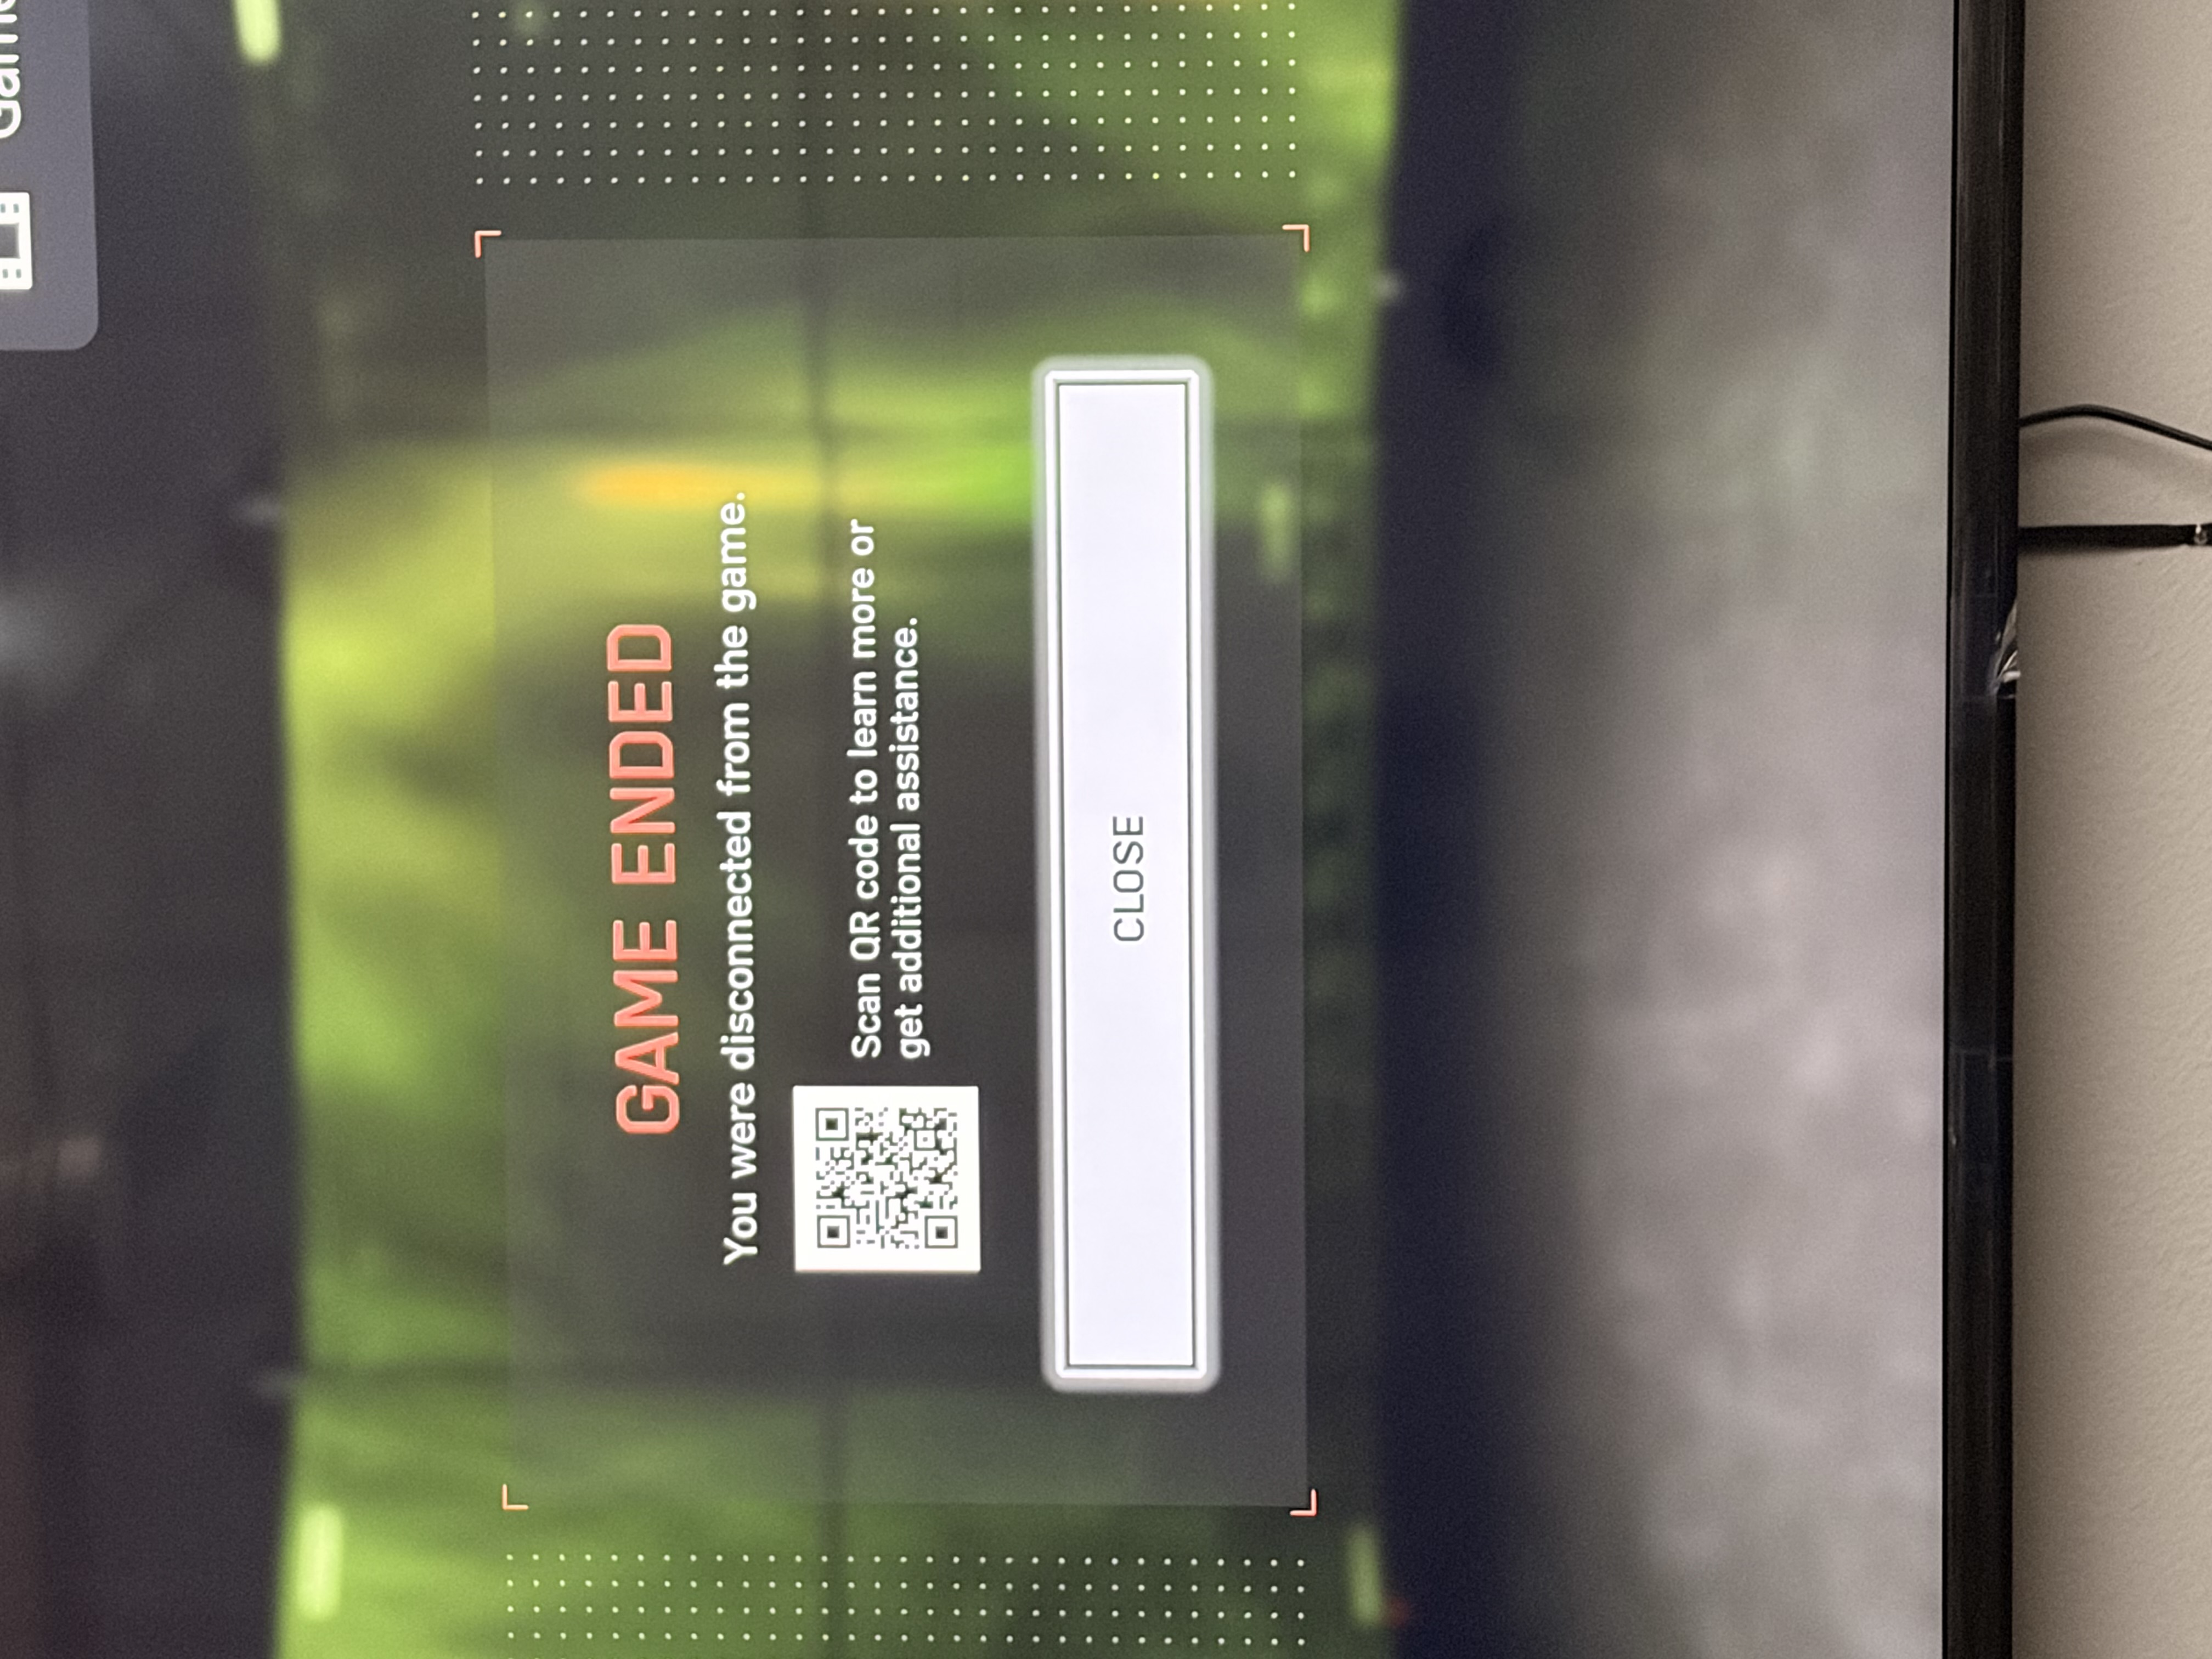 GAME ENDED
You were disconnected from the game.
Scan QR code to learn more or
get additional assistance.
CLOSE